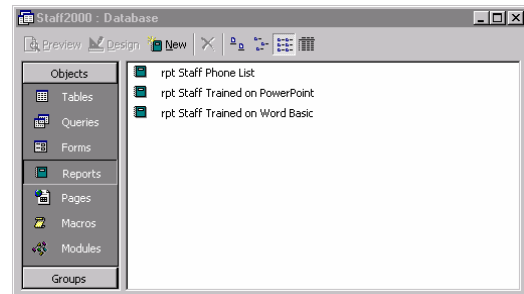 Staff2000 : Database
Preview Design New
Objects
Tables
Queries
Forms
Reports
Pages
Macros
Modules
Groups
rpt Staff Phone List
rpt Staff Trained on PowerPoint
rpt Staff Trained on Word Basic